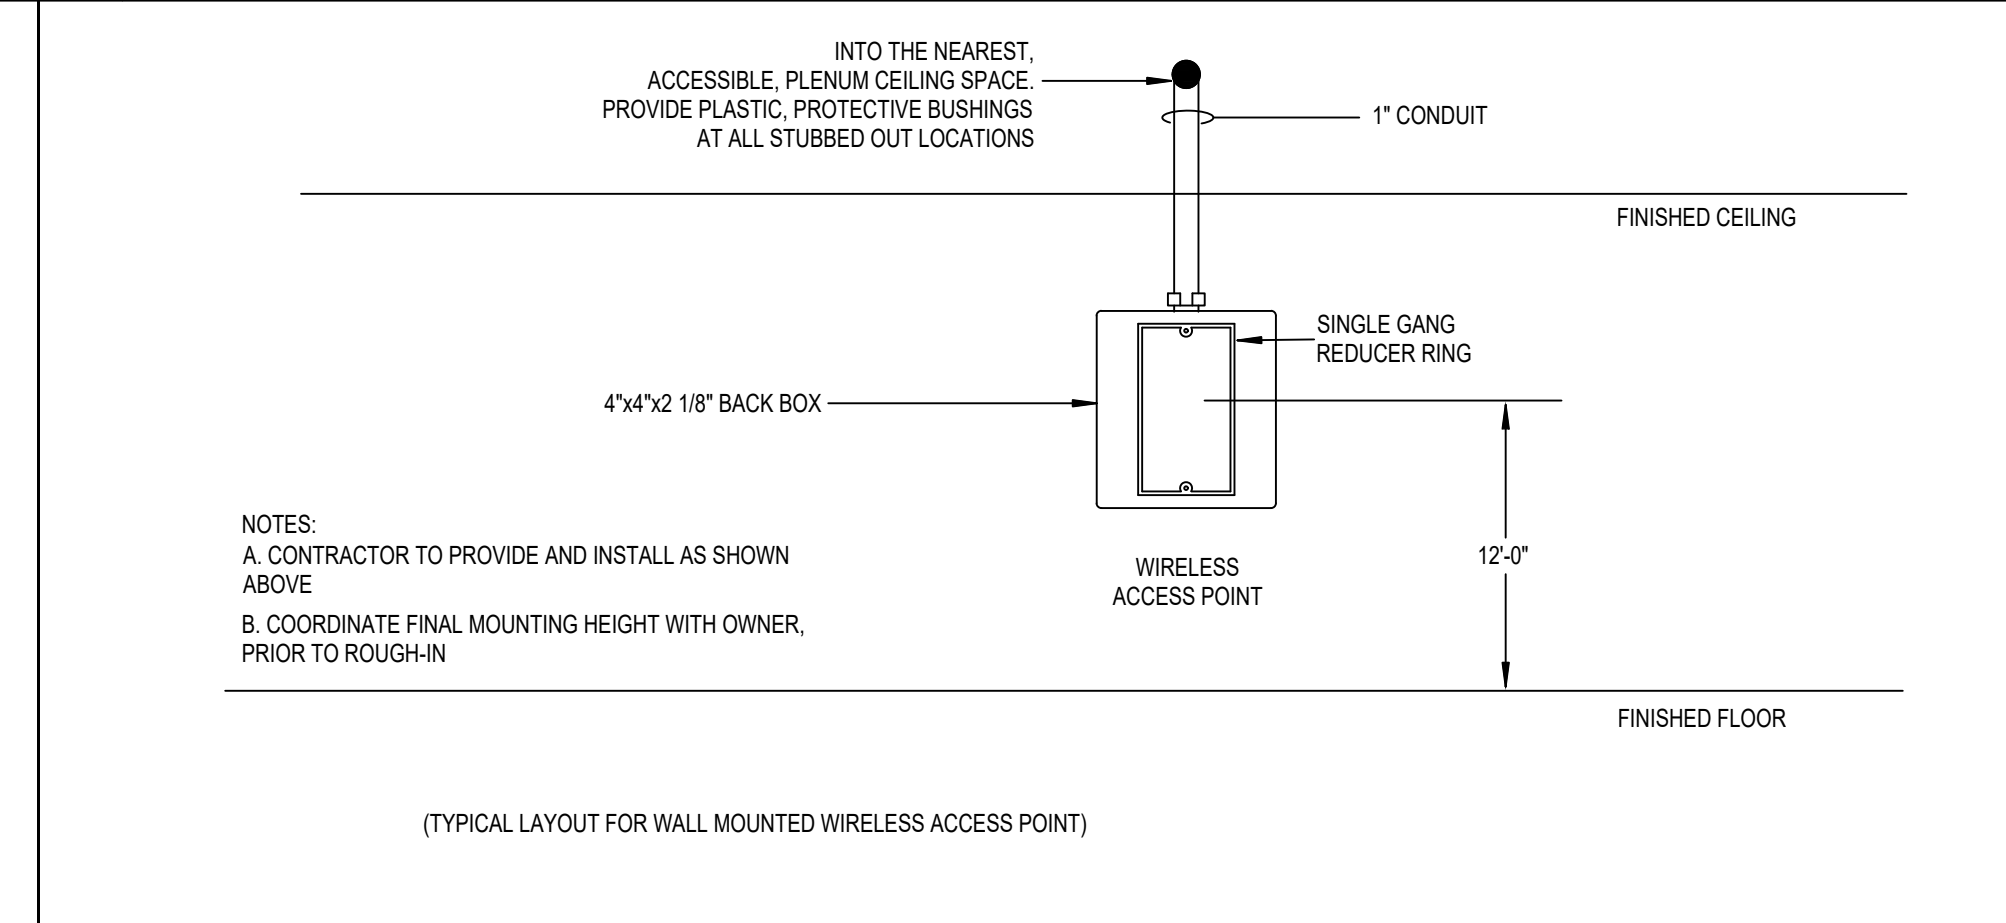 INTO THE NEAREST,
ACCESSIBLE, PLENUM CEILING SPACE.
PROVIDE PLASTIC, PROTECTIVE BUSHINGS
AT ALL STUBBED OUT LOCATIONS
1" CONDUIT
FINISHED CEILING
SINGLE GANG
REDUCER RING
4"x4"x2 1/8" BACK BOX
NOTES:
A. CONTRACTOR TO PROVIDE AND INSTALL AS SHOWN
ABOVE
B. COORDINATE FINAL MOUNTING HEIGHT WITH OWNER,
PRIOR TO ROUGH-IN
WIRELESS
ACCESS POINT
12'-0"
FINISHED FLOOR
(TYPICAL LAYOUT FOR WALL MOUNTED WIRELESS ACCESS POINT)